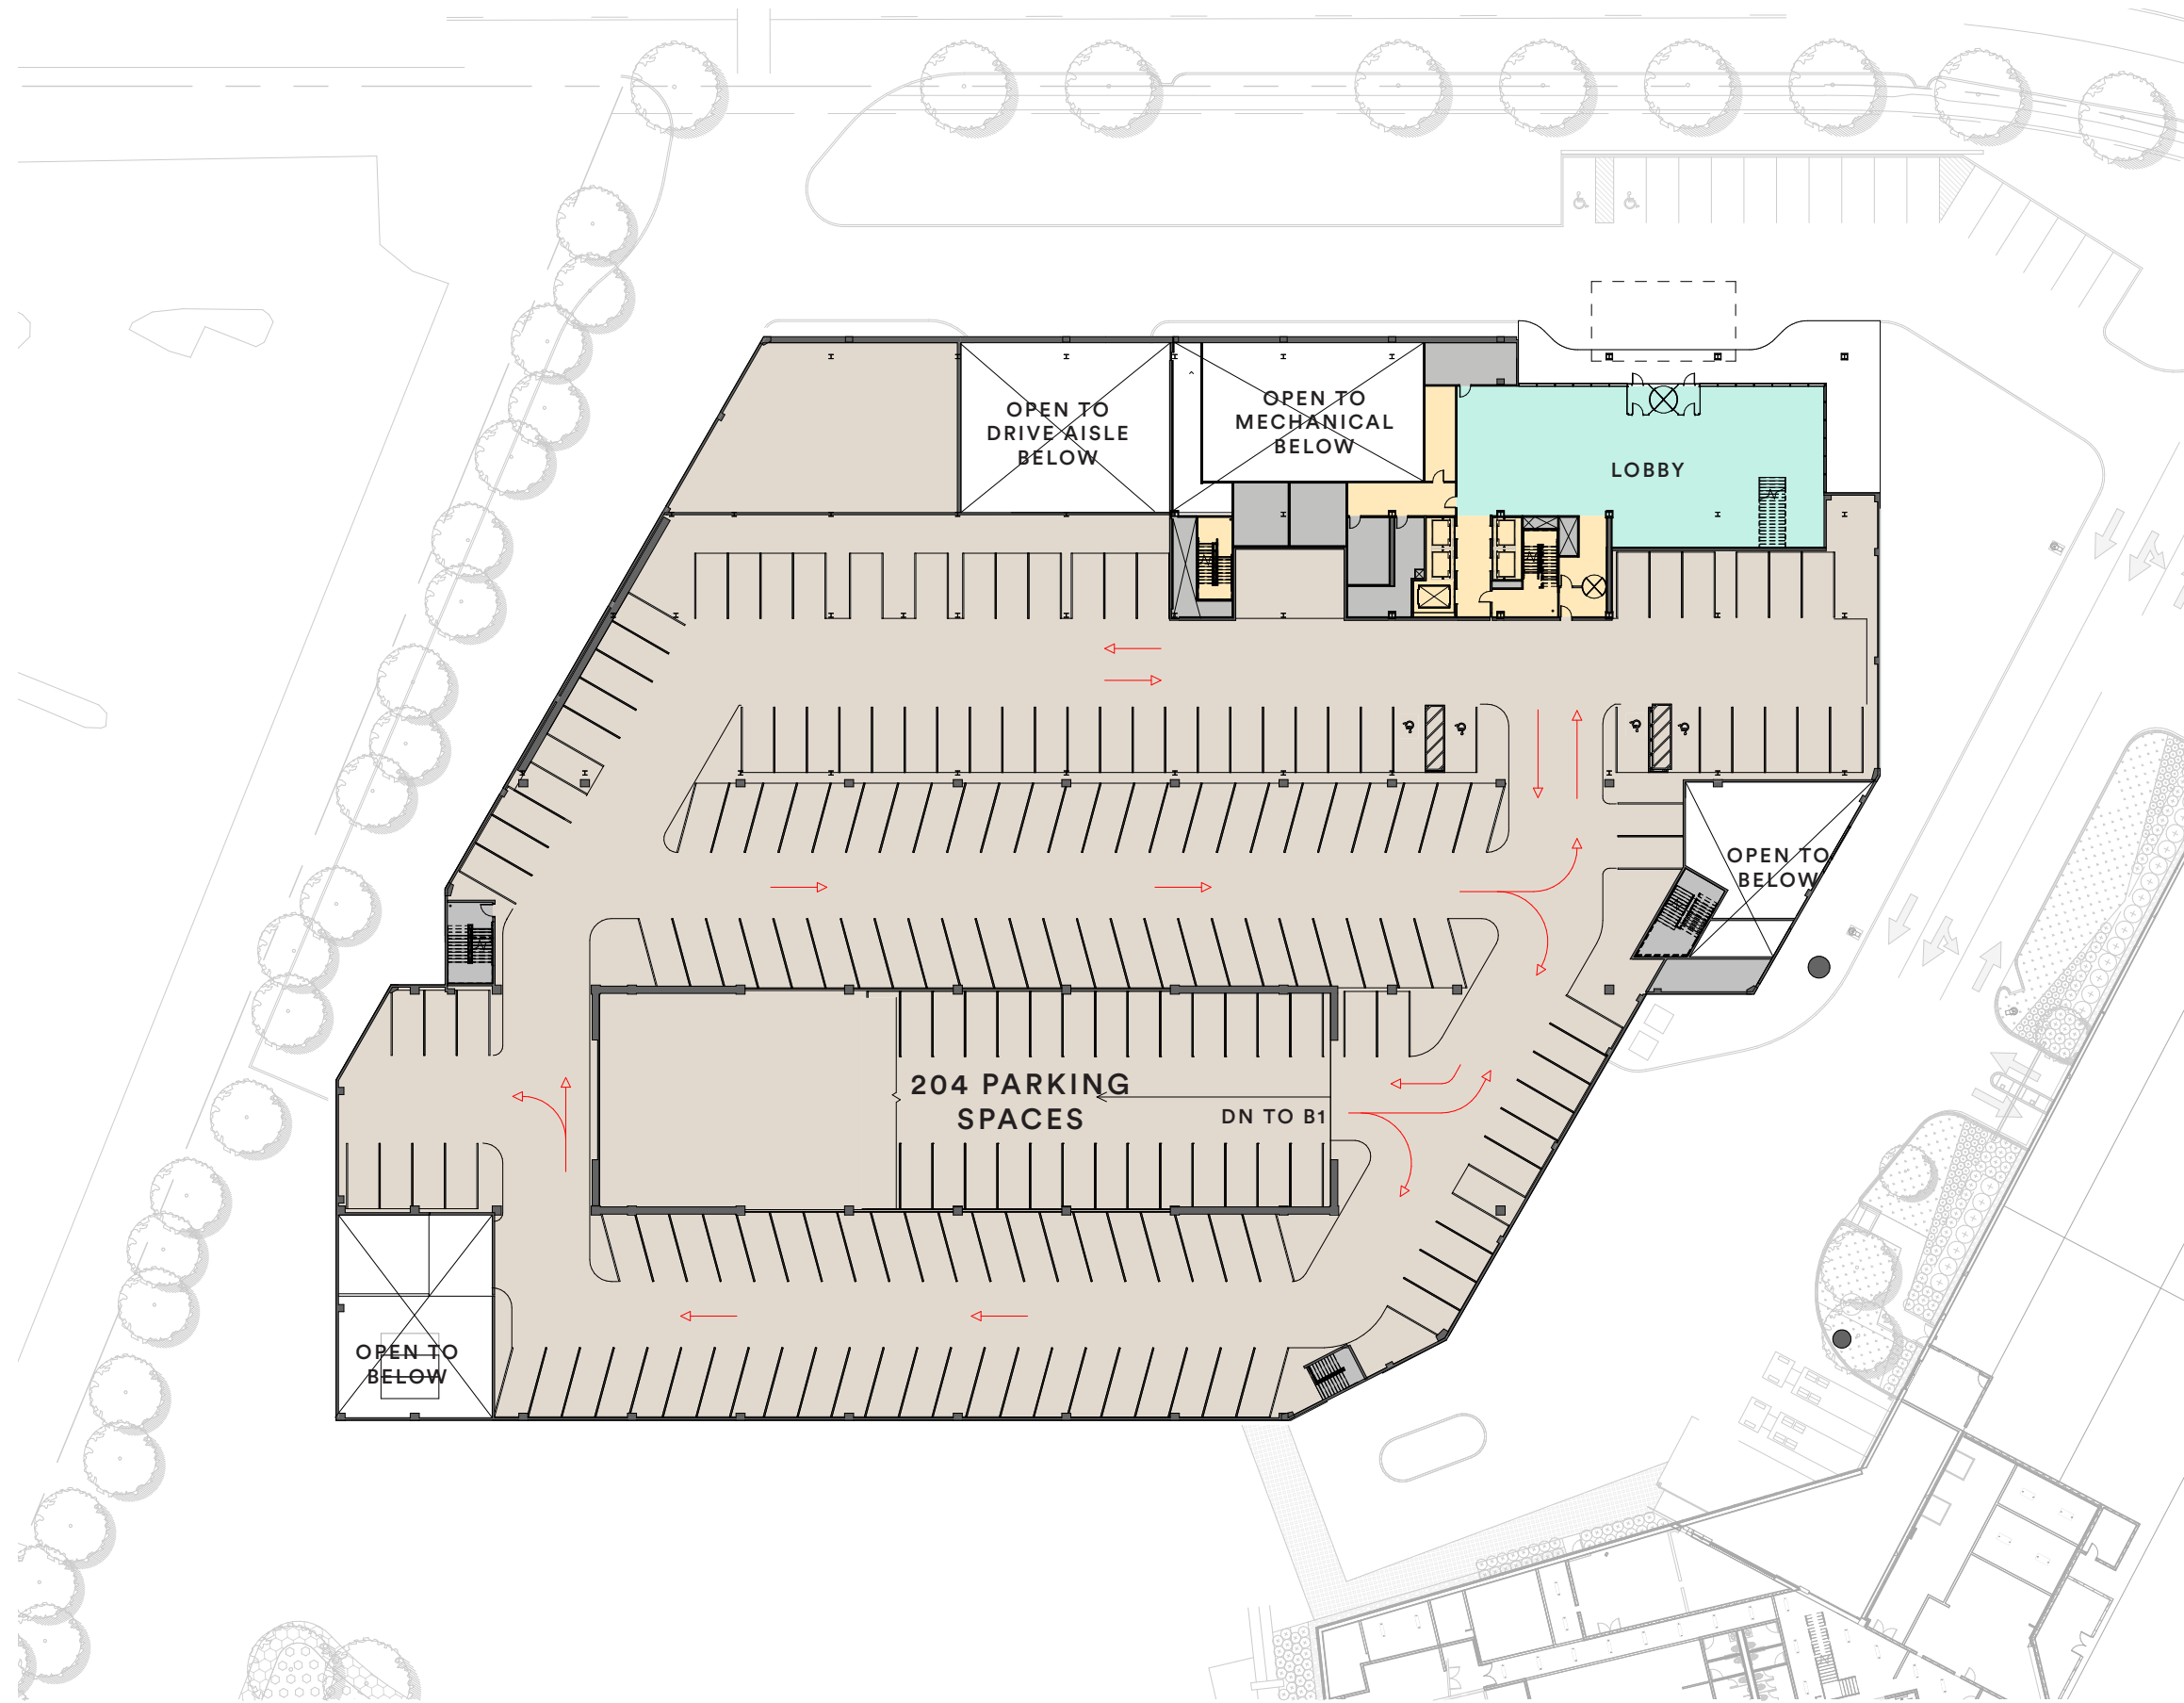 OPEN TO
DRIVE AISLE
BELOW
OPEN TO
MECHANICAL
BELOW
LOBBY
OPEN TO
BELOW
204 PARKING
SPACES
DN TO B1
OPEN TO
BELOW